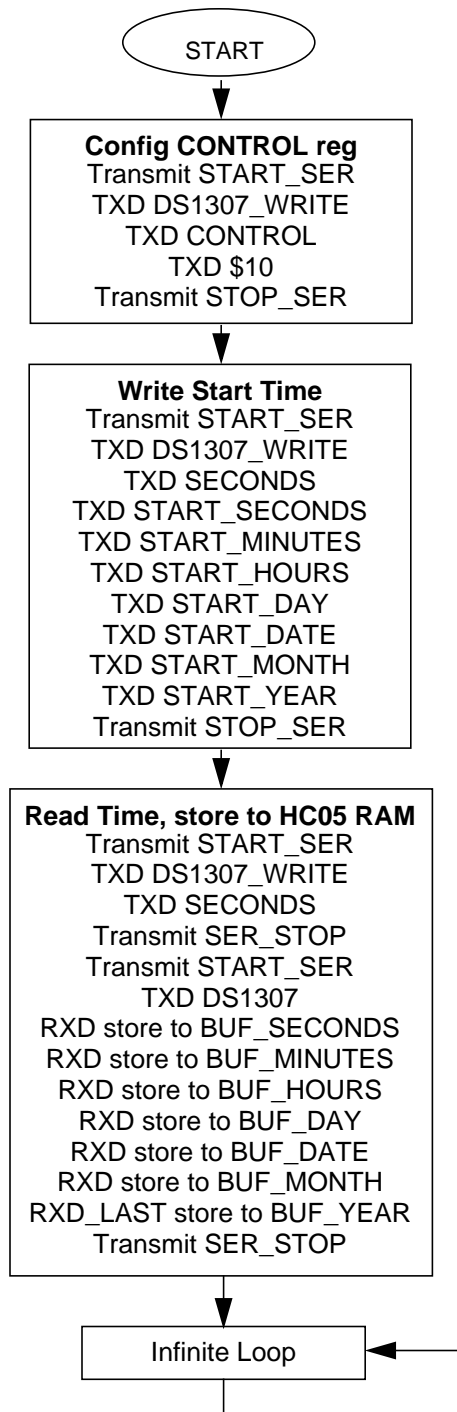 START
Config CONTROL reg
Transmit START_SER
TXD DS1307_WRITE
TXD CONTROL
TXD $10
Transmit STOP_SER
Write Start Time
Transmit START_SER
TXD DS1307_WRITE
TXD SECONDS
TXD START_SECONDS
TXD START_MINUTES
TXD START_HOURS
TXD START_DAY
TXD START_DATE
TXD START_MONTH
TXD START_YEAR
Transmit STOP_SER
Read Time, store to HC05 RAM
Transmit START_SER
TXD DS1307_WRITE
TXD SECONDS
Transmit SER_STOP
Transmit START_SER
TXD DS1307
RXD store to BUF_SECONDS
RXD store to BUF_MINUTES
RXD store to BUF_HOURS
RXD store to BUF_DAY
RXD store to BUF_DATE
RXD store to BUF_MONTH
RXD_LAST store to BUF_YEAR
Transmit SER_STOP
Infinite Loop